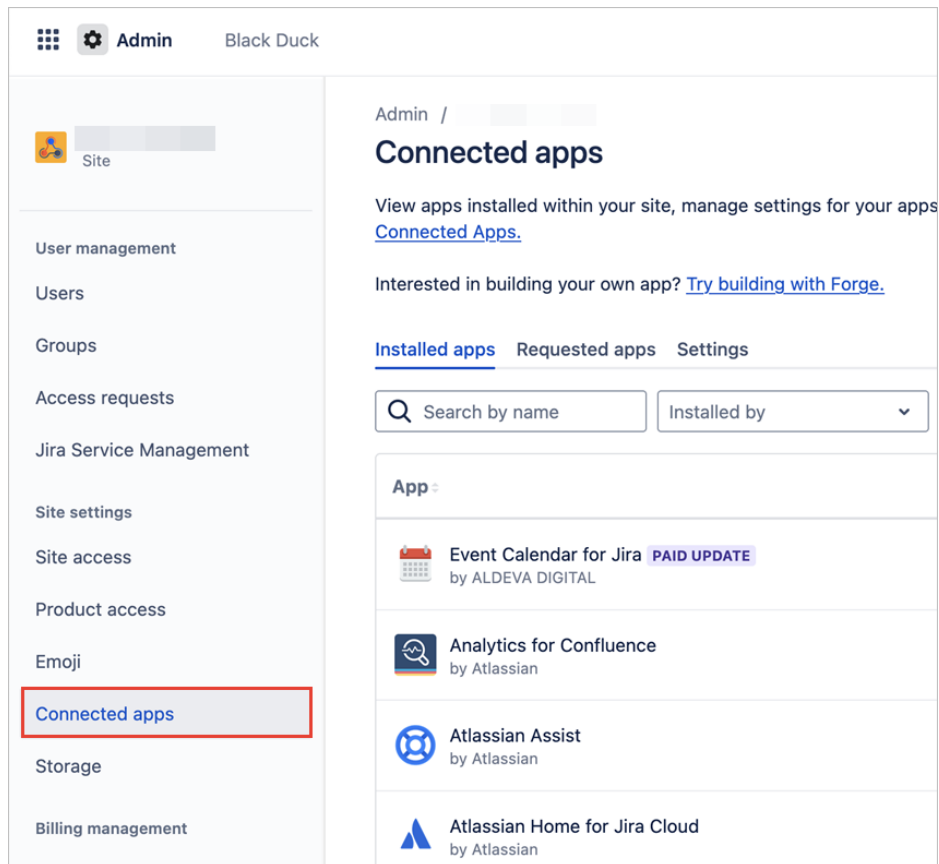 Admin
Black Duck
Site
User management
Users
Groups
Access requests
Jira Service Management
Site settings
Site access
Product access
Emoji
Connected apps
Storage
Billing management
Admin /
Connected apps
View apps installed within your site, manage settings for your apps
Connected Apps.
Interested in building your own app? Try building with Forge.
Installed apps Requested apps Settings
Search by name
Installed by
App
Event Calendar for Jira PAID UPDATE
by ALDEVA DIGITAL
Analytics for Confluence
by Atlassian
Atlassian Assist
by Atlassian
Atlassian Home for Jira Cloud
by Atlassian